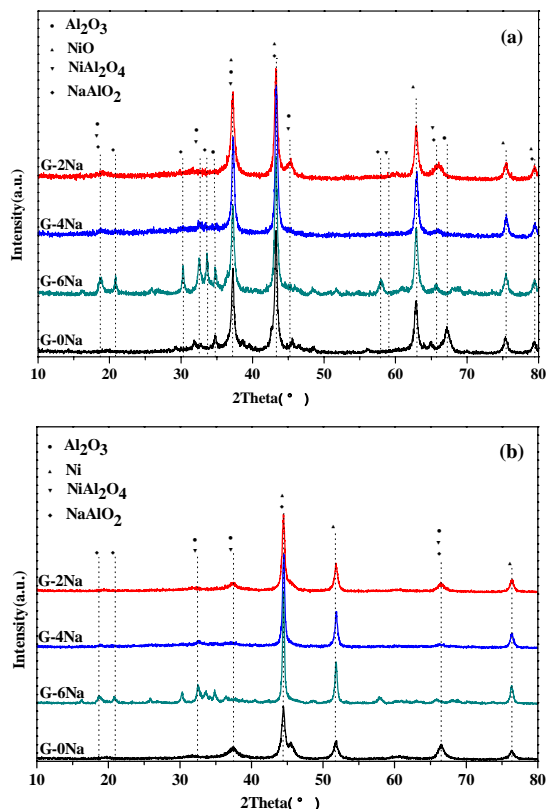 (a)
Al2O3
NiO
NiAl2O4
NaAlO2
G-2Na
G-4Na
G-6Na
G-0Na
Intensity(a.u.)
10 20 30 40 50 60 70 80
2Theta(°)
(b)
Al2O3
Ni
NiAl2O4
NaAlO2
G-2Na
G-4Na
G-6Na
G-0Na
Intensity(a.u.)
10 20 30 40 50 60 70 80
2Theta(°)